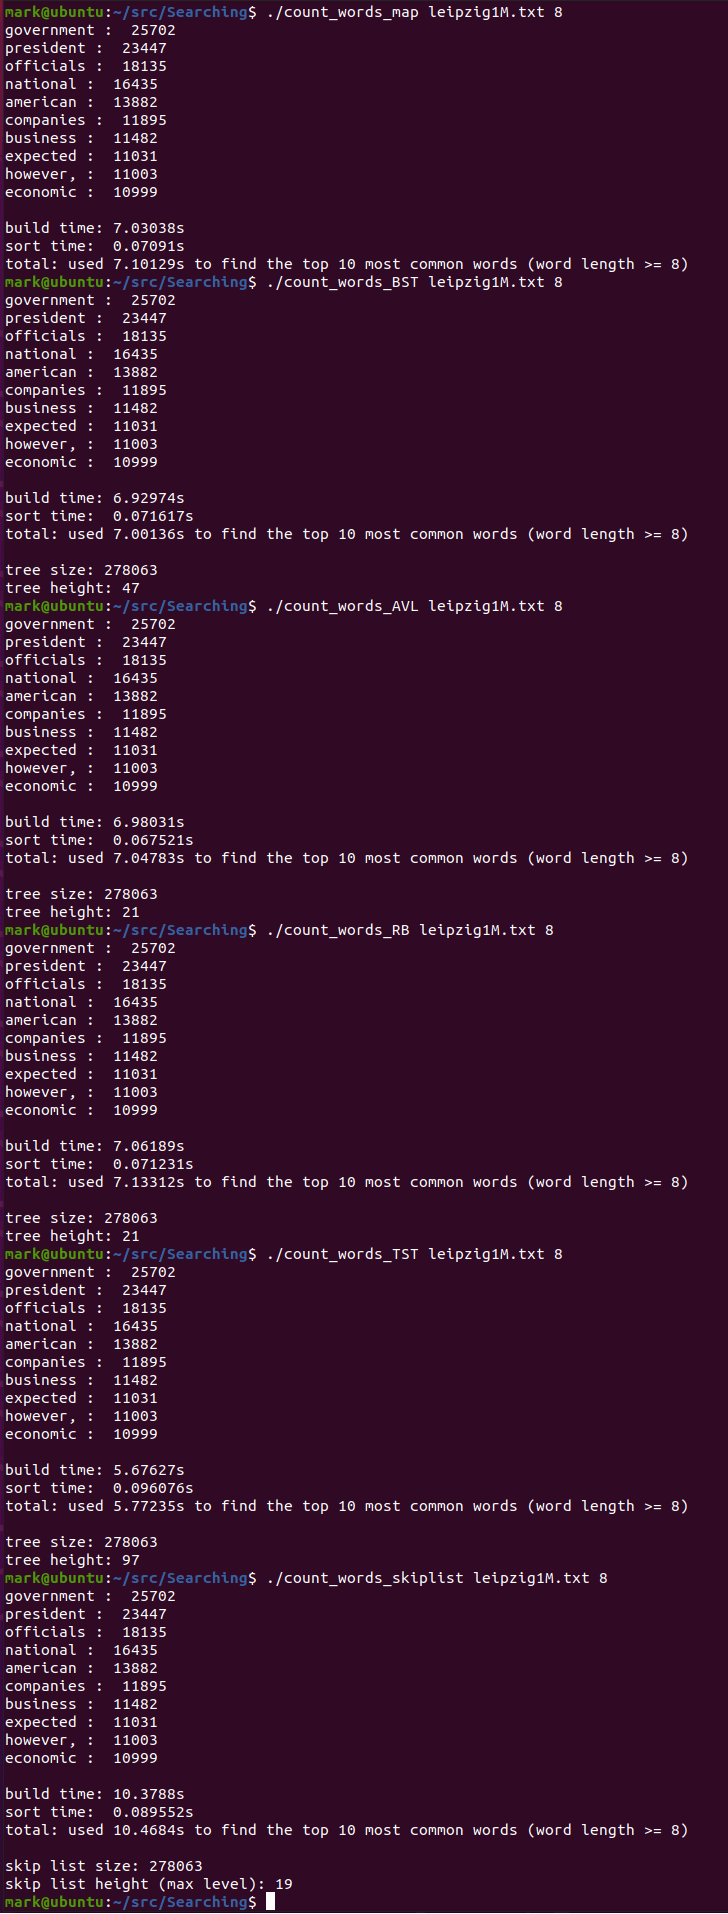 mark@ubuntu:~/src/Searching$ ./count_words_map leipzig1M.txt 8
government :  25702
president :  23447
officials :  18135
national :  16435
american :  13882
companies :  11895
business :  11482
expected :  11031
however, :  11003
economic :  10999

build time: 7.03038s
sort time:  0.07091s
total: used 7.10129s to find the top 10 most common words (word length >= 8)
mark@ubuntu:~/src/Searching$ ./count_words_BST leipzig1M.txt 8
government :  25702
president :  23447
officials :  18135
national :  16435
american :  13882
companies :  11895
business :  11482
expected :  11031
however, :  11003
economic :  10999

build time: 6.92974s
sort time:  0.071617s
total: used 7.00136s to find the top 10 most common words (word length >= 8)

tree size: 278063
tree height: 47
mark@ubuntu:~/src/Searching$ ./count_words_AVL leipzig1M.txt 8
government :  25702
president :  23447
officials :  18135
national :  16435
american :  13882
companies :  11895
business :  11482
expected :  11031
however, :  11003
economic :  10999

build time: 6.98031s
sort time:  0.067521s
total: used 7.04783s to find the top 10 most common words (word length >= 8)

tree size: 278063
tree height: 21
mark@ubuntu:~/src/Searching$ ./count_words_RB leipzig1M.txt 8
government :  25702
president :  23447
officials :  18135
national :  16435
american :  13882
companies :  11895
business :  11482
expected :  11031
however, :  11003
economic :  10999

build time: 7.06189s
sort time:  0.071231s
total: used 7.13312s to find the top 10 most common words (word length >= 8)

tree size: 278063
tree height: 21
mark@ubuntu:~/src/Searching$ ./count_words_TST leipzig1M.txt 8
government :  25702
president :  23447
officials :  18135
national :  16435
american :  13882
companies :  11895
business :  11482
expected :  11031
however, :  11003
economic :  10999

build time: 5.67627s
sort time:  0.096076s
total: used 5.77235s to find the top 10 most common words (word length >= 8)

tree size: 278063
tree height: 97
mark@ubuntu:~/src/Searching$ ./count_words_skiplist leipzig1M.txt 8
government :  25702
president :  23447
officials :  18135
national :  16435
american :  13882
companies :  11895
business :  11482
expected :  11031
however, :  11003
economic :  10999

build time: 10.3788s
sort time:  0.089552s
total: used 10.4684s to find the top 10 most common words (word length >= 8)

skip list size: 278063
skip list height (max level): 19
mark@ubuntu:~/src/Searching$